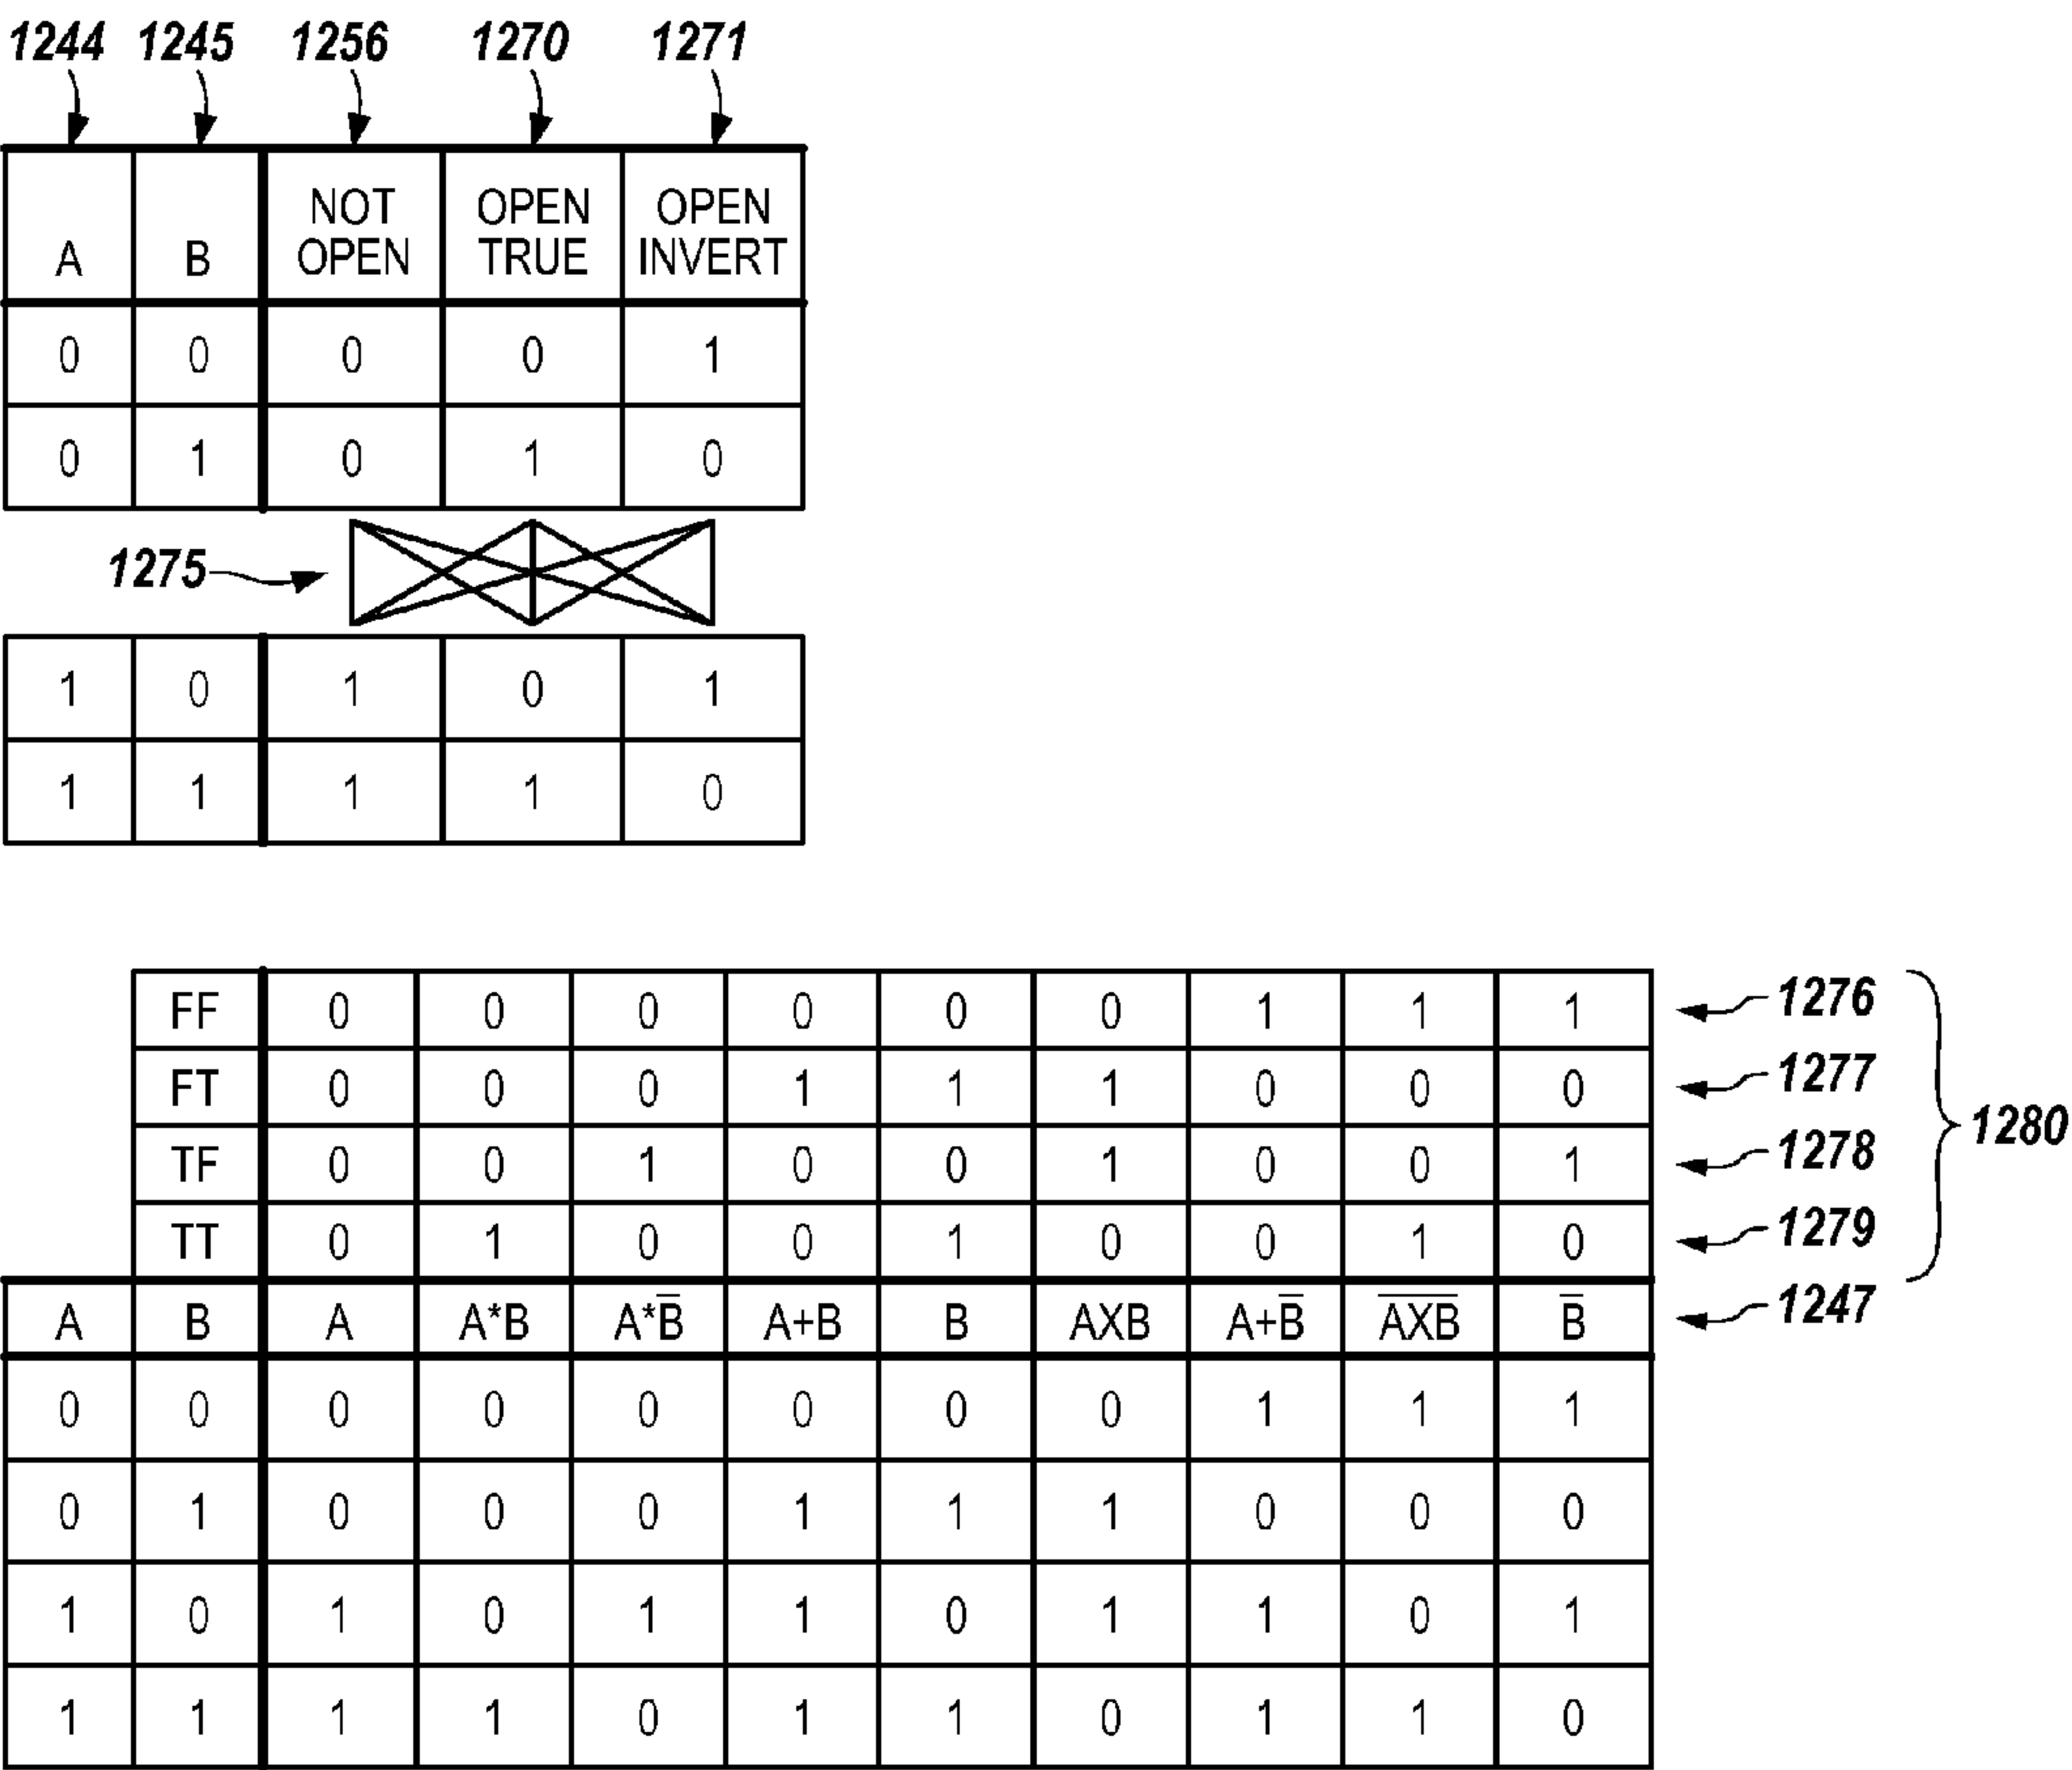 1244 1245 1256 1270 1271
A B NOT OPEN OPEN TRUE OPEN INVERT
0 0 0 0 1
0 1 0 1 0
1275
1 0 1 0 1
1 1 1 1 0
FF 0 0 0 0 0 0 1 1 1 1276
FT 0 0 0 1 1 1 0 0 0 1277
1280
TF 0 0 1 0 0 1 0 0 1 1278
TT 0 1 0 0 1 0 0 1 0 1279
A B A A*B A*B̅ A+B B AXB A+B̅ A̅X̅B̅ B̅ 1247
0 0 0 0 0 0 0 0 1 1 1
0 1 0 0 0 1 1 1 0 0 0
1 0 1 0 1 1 0 1 1 0 1
1 1 1 1 0 1 1 0 1 1 0